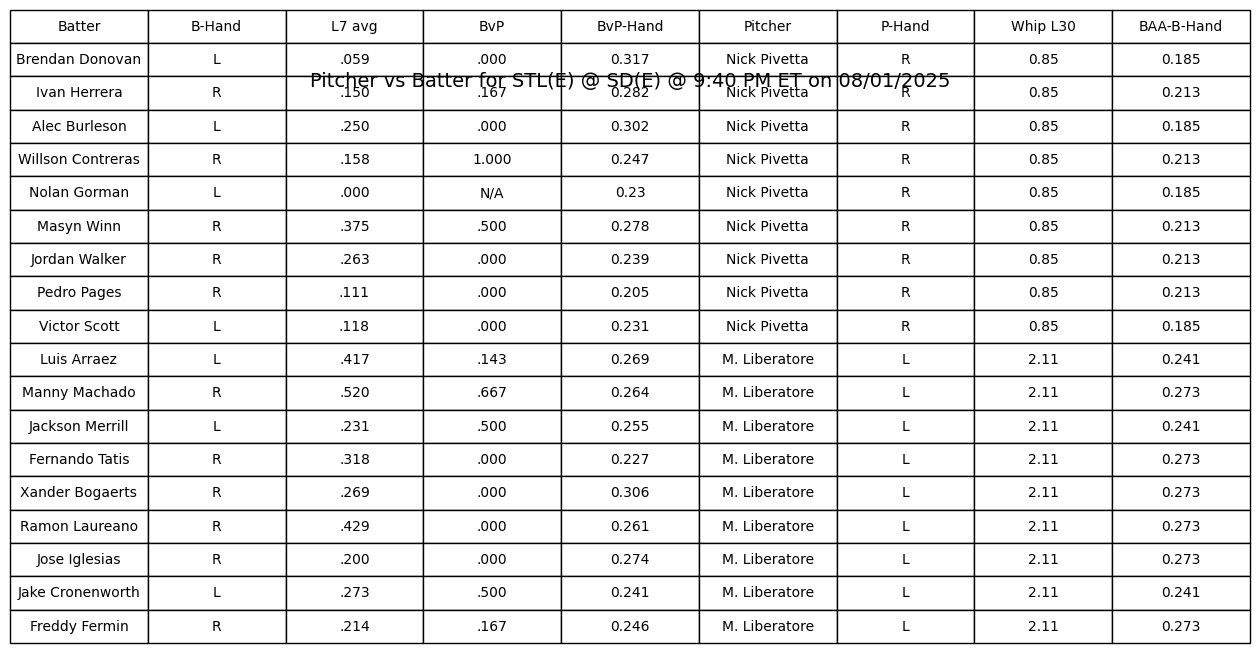 Batter B-Hand L7 avg BvP BvP-Hand Pitcher P-Hand Whip L30 BAA-B-Hand
Brendan Donovan L .059 .000 0.317 Nick Pivetta R 0.85 0.185
Pitcher vs Batter for STL(E) @ SD(E) @ 9:40 PM ET on 08/01/2025
Ivan Herrera R .150 .167 0.282 Nick Pivetta R 0.85 0.213
Alec Burleson L .250 .000 0.302 Nick Pivetta R 0.85 0.185
Willson Contreras R .158 1.000 0.247 Nick Pivetta R 0.85 0.213
Nolan Gorman L .000 N/A 0.23 Nick Pivetta R 0.85 0.185
Masyn Winn R .375 .500 0.278 Nick Pivetta R 0.85 0.213
Jordan Walker R .263 .000 0.239 Nick Pivetta R 0.85 0.213
Pedro Pages R .111 .000 0.205 Nick Pivetta R 0.85 0.213
Victor Scott L .118 .000 0.231 Nick Pivetta R 0.85 0.185
Luis Arraez L .417 .143 0.269 M. Liberatore L 2.11 0.241
Manny Machado R .520 .667 0.264 M. Liberatore L 2.11 0.273
Jackson Merrill L .231 .500 0.255 M. Liberatore L 2.11 0.241
Fernando Tatis R .318 .000 0.227 M. Liberatore L 2.11 0.273
Xander Bogaerts R .269 .000 0.306 M. Liberatore L 2.11 0.273
Ramon Laureano R .429 .000 0.261 M. Liberatore L 2.11 0.273
Jose Iglesias R .200 .000 0.274 M. Liberatore L 2.11 0.273
Jake Cronenworth L .273 .500 0.241 M. Liberatore L 2.11 0.241
Freddy Fermin R .214 .167 0.246 M. Liberatore L 2.11 0.273